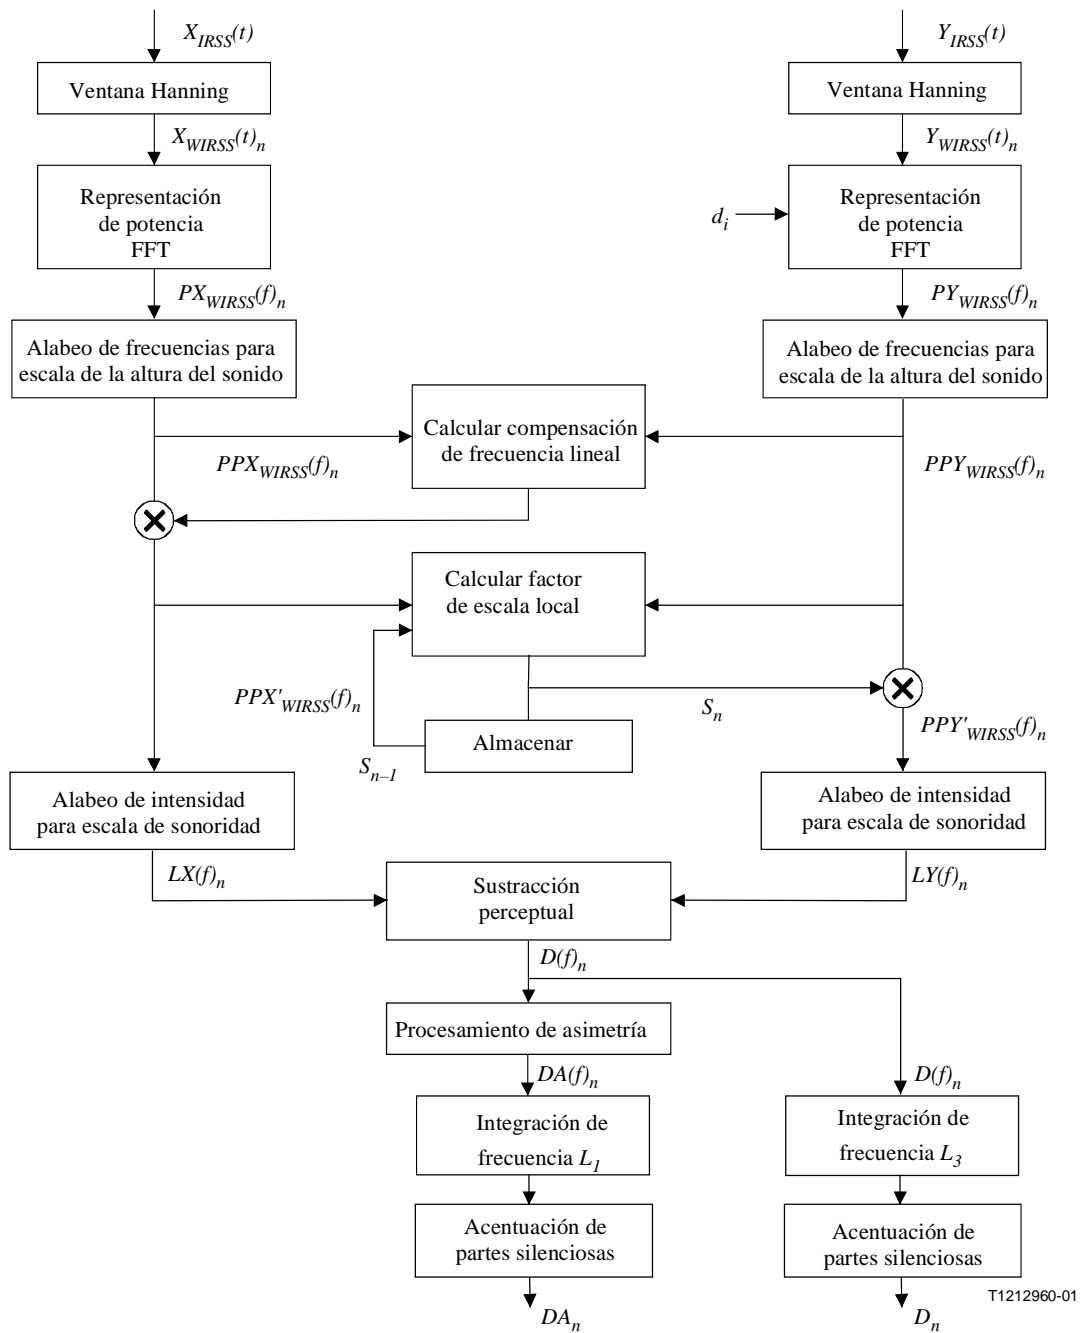 X_IRSS(t)
Y_IRSS(t)
Ventana Hanning
Ventana Hanning
X_WIRSS(t)_n
Y_WIRSS(t)_n
Representación
de potencia
FFT
d_i
Representación
de potencia
FFT
PX_WIRSS(f)_n
PY_WIRSS(f)_n
Alabeo de frecuencias para
escala de la altura del sonido
Alabeo de frecuencias para
escala de la altura del sonido
Calcular compensación
de frecuencia lineal
PPX_WIRSS(f)_n
PPY_WIRSS(f)_n
Calcular factor
de escala local
PPX'_WIRSS(f)_n
S_n
Almacenar
S_n–1
PPY'_WIRSS(f)_n
Alabeo de intensidad
para escala de sonoridad
Alabeo de intensidad
para escala de sonoridad
LX(f)_n
LY(f)_n
Sustracción
perceptual
D(f)_n
Procesamiento de asimetría
DA(f)_n
D(f)_n
Integración de
frecuencia L_1
Integración de
frecuencia L_3
Acentuación de
partes silenciosas
Acentuación de
partes silenciosas
DA_n
D_n
T1212960-01